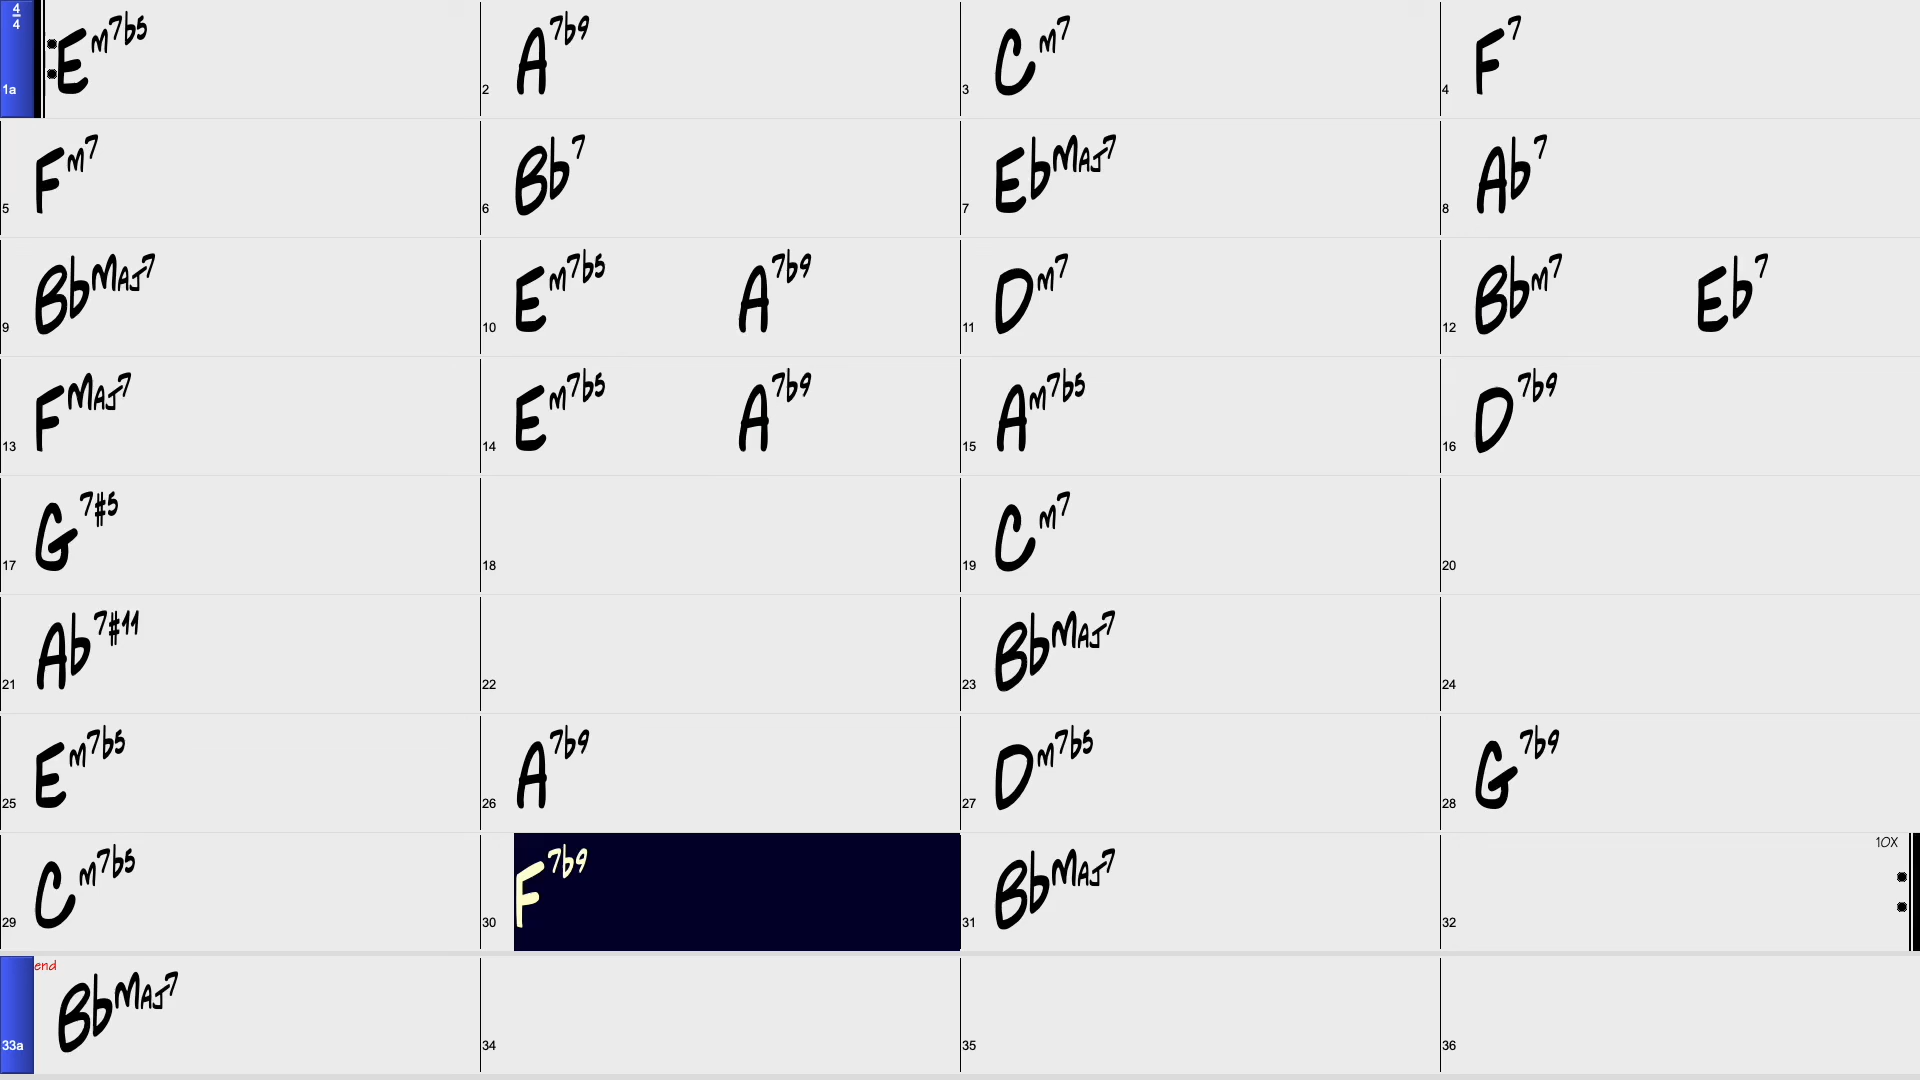 4/4 1a Em7b5 2 A7b9 3 Cm7 4 F7
5 Fm7 6 Bb7 7 EbMAJ7 8 Ab7
9 BbMAJ7 10 Em7b5 A7b9 11 Dm7 12 Bbm7 Eb7
13 FMAJ7 14 Em7b5 A7b9 15 Am7b5 16 D7b9
17 G7#5 18 19 Cm7 20
21 Ab7#11 22 23 BbMAJ7 24
25 Em7b5 26 A7b9 27 Dm7b5 28 G7b9
29 Cm7b5 30 F7b9 31 BbMAJ7 32 10X
33a end BbMAJ7 34 35 36